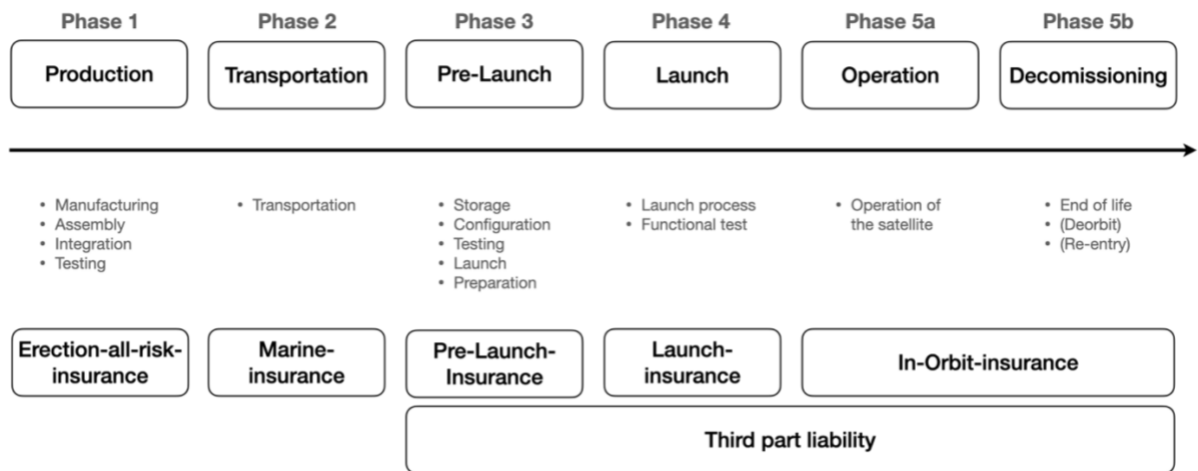 Phase 1
Phase 2
Phase 3
Phase 4
Phase 5a
Phase 5b
Production
Transportation
Pre-Launch
Launch
Operation
Decomissioning
• Manufacturing
• Assembly
• Integration
• Testing
• Transportation
• Storage
• Configuration
• Testing
• Launch
• Preparation
• Launch process
• Functional test
• Operation of
the satellite
• End of life
• (Deorbit)
• (Re-entry)
Erection-all-risk-
insurance
Marine-
insurance
Pre-Launch-
Insurance
Launch-
insurance
In-Orbit-insurance
Third part liability